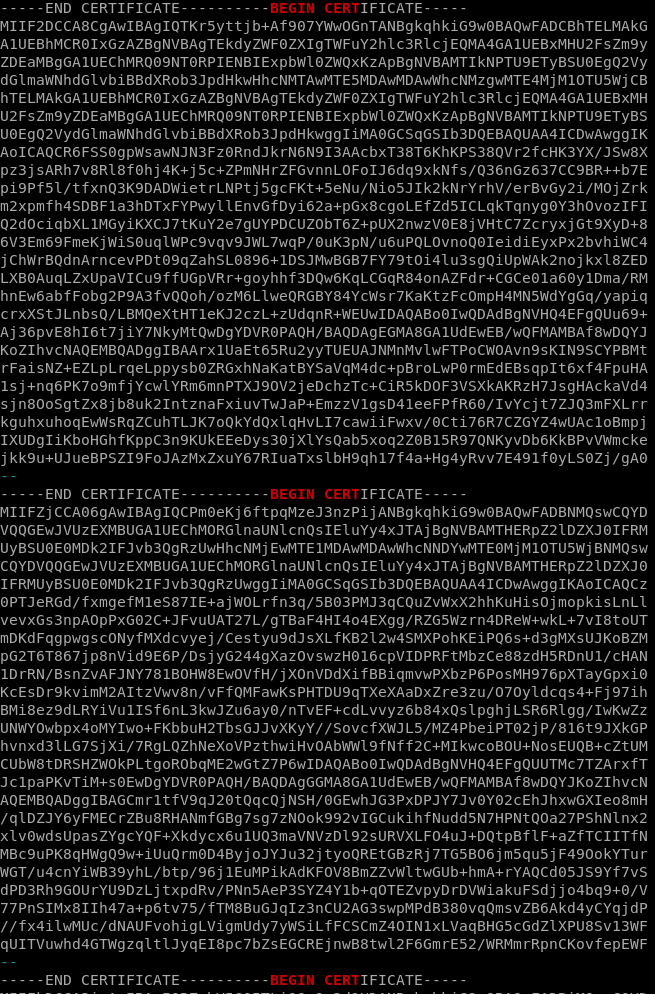 -----END CERTIFICATE----------BEGIN CERTIFICATE-----
MIIF2DCCA8CgAwIBAgIQTKr5yttjb+Af907YWwOGnTANBgkqhkiG9w0BAQwFADCBhTELMAkG
A1UEBhMCR0IxGzAZBgNVBAgTEkdyZWF0ZXIgTWFuY2hlc3RlcjEQMA4GA1UEBxMHU2FsZm9y
ZDEaMBgGA1UEChMRQ09NT0RPIENBIExpbWl0ZWQxKzApBgNVBAMTIkNPTU9ETyBSU0EgQ2Vy
dGlmaWNhdGlvbiBBdXRob3JpdHkwHhcNMTAwMTE5MDAwMDAwWhcNMzgwMTE4MjM1OTU5WjCB
hTELMAkGA1UEBhMCR0IxGzAZBgNVBAgTEkdyZWF0ZXIgTWFuY2hlc3RlcjEQMA4GA1UEBxMH
U2FsZm9yZDEaMBgGA1UEChMRQ09NT0RPIENBIExpbWl0ZWQxKzApBgNVBAMTIkNPTU9ETyBS
U0EgQ2VydGlmaWNhdGlvbiBBdXRob3JpdHkwggIiMA0GCSqGSIb3DQEBAQUAA4ICDwAwggIK
AoICAQCR6FSS0gpWsawNJN3Fz0RndJkrN6N9I3AAcbxT38T6KhKPS38QVr2fcHK3YX/JSw8X
pz3jsARh7v8Rl8f0hj4K+j5c+ZPmNHrZFGvnnLOFoIJ6dq9xkNfs/Q36nGz637CC9BR++b7E
pi9Pf5l/tfxnQ3K9DADWietrLNPtj5gcFKt+5eNu/Nio5JIk2kNrYrhV/erBvGy2i/MOjZrk
m2xpmfh4SDBF1a3hDTxFYPwyllEnvGfDyi62a+pGx8cgoLEfZd5ICLqkTqnyg0Y3hOvozIFI
Q2dOciqbXL1MGyiKXCJ7tKuY2e7gUYPDCUZObT6Z+pUX2nwzV0E8jVHtC7ZcryxjGt9XyD+8
6V3Em69FmeKjWiS0uqlWPc9vqv9JWL7wqP/0uK3pN/u6uPQLOvnoQ0IeidiEyxPx2bvhiWC4
jChWrBQdnArncevPDt09qZahSL0896+1DSJMwBGB7FY79tOi4lu3sgQiUpWAk2nojkxl8ZED
LXB0AuqLZxUpaVICu9ffUGpVRr+goyhhf3DQw6KqLCGqR84onAZFdr+CGCe01a60y1Dma/RM
hnEw6abfFobg2P9A3fvQQoh/ozM6LlweQRGBY84YcWsr7KaKtzFcOmpH4MN5WdYgGq/yapiq
crxXStJLnbsQ/LBMQeXtHT1eKJ2czL+zUdqnR+WEUwIDAQABo0IwQDAdBgNVHQ4EFgQUu69+
Aj36pvE8hI6t7jiY7NkyMtQwDgYDVR0PAQH/BAQDAgEGMA8GA1UdEwEB/wQFMAMBAf8wDQYJ
KoZIhvcNAQEMBQADggIBAArx1UaEt65Ru2yyTUEUAJNMnMvlwFTPoCWOAvn9sKIN9SCYPBMt
rFaisNZ+EZLpLrqeLppysb0ZRGxhNaKatBYSaVqM4dc+pBroLwP0rmEdEBsqpIt6xf4FpuHA
1sj+nq6PK7o9mfjYcwlYRm6mnPTXJ9OV2jeDchzTc+CiR5kDOF3VSXkAKRzH7JsgHAckaVd4
sjn8OoSgtZx8jb8uk2IntznaFxiuvTwJaP+EmzzV1gsD41eeFPfR60/IvYcjt7ZJQ3mFXLrr
kguhxuhoqEwWsRqZCuhTLJK7oQkYdQxlqHvLI7cawiiFwxv/0Cti76R7CZGYZ4wUAc1oBmpj
IXUDgIiKboHGhfKppC3n9KUkEEeDys30jXlYsQab5xoq2Z0B15R97QNKyvDb6KkBPvVWmcke
jkk9u+UJueBPSZI9FoJAzMxZxuY67RIuaTxslbH9qh17f4a+Hg4yRvv7E491f0yLS0Zj/gA0
--
-----END CERTIFICATE----------BEGIN CERTIFICATE-----
MIIFZjCCA06gAwIBAgIQCPm0eKj6ftpqMzeJ3nzPijANBgkqhkiG9w0BAQwFADBNMQswCQYD
VQQGEwJVUzEXMBUGA1UEChMORGlnaUNlcnQsIEluYy4xJTAjBgNVBAMTHERpZ2lDZXJ0IFRM
UyBSU0E0MDk2IFJvb3QgRzUwHhcNMjEwMTE1MDAwMDAwWhcNNDYwMTE0MjM1OTU5WjBNMQsw
CQYDVQQGEwJVUzEXMBUGA1UEChMORGlnaUNlcnQsIEluYy4xJTAjBgNVBAMTHERpZ2lDZXJ0
IFRMUyBSU0E0MDk2IFJvb3QgRzUwggIiMA0GCSqGSIb3DQEBAQUAA4ICDwAwggIKAoICAQCz
0PTJeRGd/fxmgefM1eS87IE+ajWOLrfn3q/5B03PMJ3qCQuZvWxX2hhKuHisOjmopkisLnLl
vevxGs3npAOpPxG02C+JFvuUAT27L/gTBaF4HI4o4EXgg/RZG5Wzrn4DReW+wkL+7vI8toUT
mDKdFqgpwgscONyfMXdcvyej/Cestyu9dJsXLfKB2l2w4SMXPohKEiPQ6s+d3gMXsUJKoBZM
pG2T6T867jp8nVid9E6P/DsjyG244gXazOvswzH016cpVIDPRFtMbzCe88zdH5RDnU1/cHAN
1DrRN/BsnZvAFJNY781BOHW8EwOVfH/jXOnVDdXifBBiqmvwPXbzP6PosMH976pXTayGpxi0
KcEsDr9kvimM2AItzVwv8n/vFfQMFawKsPHTDU9qTXeXAaDxZre3zu/O7Oyldcqs4+Fj97ih
BMi8ez9dLRYiVu1ISf6nL3kwJZu6ay0/nTvEF+cdLvvyz6b84xQslpghjLSR6Rlgg/IwKwZz
UNWYOwbpx4oMYIwo+FKbbuH2TbsGJJvXKyY//SovcfXWJL5/MZ4PbeiPT02jP/816t9JXkGP
hvnxd3lLG7SjXi/7RgLQZhNeXoVPzthwiHvOAbWWl9fNff2C+MIkwcoBOU+NosEUQB+cZtUM
CUbW8tDRSHZWOkPLtgoRObqME2wGtZ7P6wIDAQABo0IwQDAdBgNVHQ4EFgQUUTMc7TZArxfT
Jc1paPKvTiM+s0EwDgYDVR0PAQH/BAQDAgGGMA8GA1UdEwEB/wQFMAMBAf8wDQYJKoZIhvcN
AQEMBQADggIBAGCmr1tfV9qJ20tQqcQjNSH/0GEwhJG3PxDPJY7Jv0Y02cEhJhxwGXIeo8mH
/qlDZJY6yFMECrZBu8RHANmfGBg7sg7zNOok992vIGCukihfNudd5N7HPNtQOa27PShNlnx2
xlv0wdsUpasZYgcYQF+Xkdycx6u1UQ3maVNVzDl92sURVXLFO4uJ+DQtpBflF+aZfTCIITfN
MBc9uPK8qHWgQ9w+iUuQrm0D4ByjoJYJu32jtyoQREtGBzRj7TG5BO6jm5qu5jF49OokYTur
WGT/u4cnYiWB39yhL/btp/96j1EuMPikAdKFOV8BmZZvWltwGUb+hmA+rYAQCd05JS9Yf7vS
dPD3Rh9GOUrYU9DzLjtxpdRv/PNn5AeP3SYZ4Y1b+qOTEZvpyDrDVWiakuFSdjjo4bq9+0/V
77PnSIMx8IIh47a+p6tv75/fTM8BuGJqIz3nCU2AG3swpMPdB380vqQmsvZB6Akd4yCYqjdP
//fx4ilwMUc/dNAUFvohigLVigmUdy7yWSiLfFCSCmZ4OIN1xLVaqBHG5cGdZlXPU8Sv13WF
qUITVuwhd4GTWgzqltlJyqEI8pc7bZsEGCREjnwB8twl2F6GmrE52/WRMmrRpnCKovfepEWF
--
-----END CERTIFICATE----------BEGIN CERTIFICATE-----